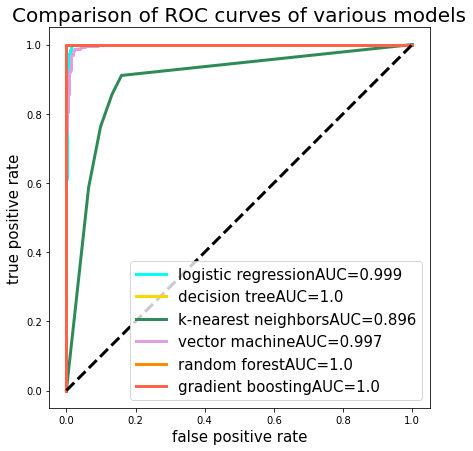 Comparison of ROC curves of various models
true positive rate
1.0
0.8
0.6
0.4
0.2
0.0
logistic regressionAUC=0.999
decision treeAUC=1.0
k-nearest neighborsAUC=0.896
vector machineAUC=0.997
random forestAUC=1.0
gradient boostingAUC=1.0
0.0 0.2 0.4 0.6 0.8 1.0
false positive rate